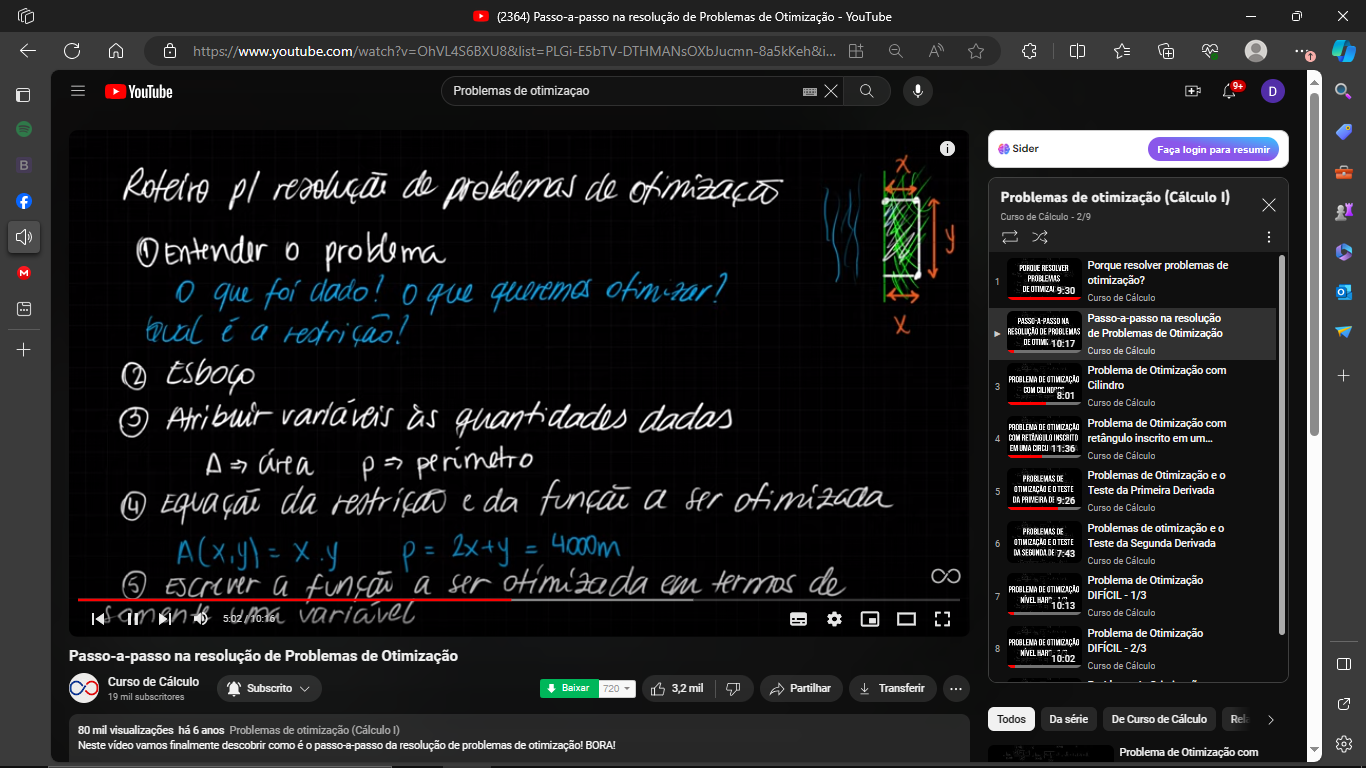 (2364) Passo-a-passo na resolução de Problemas de Otimização - YouTube
https://www.youtube.com/watch?v=OhVL4S6BXU8&list=PLGi-E5bTV-DTHMANsOXbJucmn-8a5kKeh&i...
YouTube
Problemas de otimizaçao
9+
D
B
M
Roteiro p/ resolução de problemas de otimização
① Entender o problema
O que foi dado? O que queremos otimizar?
Qual é a restrição?
② Esboço
③ Atribuir variáveis às quantidades dadas
A => área p => perímetro
④ Equação da restrição e da função a ser otimizada
A(x,y) = x.y p = 2x+y = 4000m
⑤ Escrever a função a ser otimizada em termos de
somente uma variável
x
y
x
5:02 / 10:16
Passo-a-passo na resolução de Problemas de Otimização
Curso de Cálculo
19 mil subscritores
Subscrito
Baixar 720
3,2 mil
Partilhar
Transferir
80 mil visualizações há 6 anos Problemas de otimização (Cálculo I)
Neste vídeo vamos finalmente descobrir como é o passo-a-passo da resolução de problemas de otimização! BORA!
Sider
Faça login para resumir
Problemas de otimização (Cálculo I)
Curso de Cálculo - 2/9
1
PORQUE RESOLVER
PROBLEMAS
DE OTIMIZA
9:30
Porque resolver problemas de
otimização?
Curso de Cálculo
PASSO-A-PASSO NA
RESOLUÇÃO DE PROBLEMAS
DE OTIMI
10:17
Passo-a-passo na resolução
de Problemas de Otimização
Curso de Cálculo
3
PROBLEMA DE OTIMIZAÇÃO
COM CILINDRO
8:01
Problema de Otimização com
Cilindro
Curso de Cálculo
4
PROBLEMA DE OTIMIZAÇÃO
COM RETÂNGULO INSCRITO
EM UMA CIRCU
11:36
Problema de Otimização com
retângulo inscrito em um...
Curso de Cálculo
5
PROBLEMAS DE
OTIMIZAÇÃO E O TESTE
DA PRIMEIRA DE
9:26
Problemas de Otimização e o
Teste da Primeira Derivada
Curso de Cálculo
6
PROBLEMAS DE
OTIMIZAÇÃO E O TESTE
DA SEGUNDA DE
7:43
Problemas de otimização e o
Teste da Segunda Derivada
Curso de Cálculo
7
PROBLEMA DE OTIMIZAÇÃO
NÍVEL HARD
10:13
Problema de Otimização
DIFÍCIL - 1/3
Curso de Cálculo
8
PROBLEMA DE OTIMIZAÇÃO
NÍVEL HARD
10:02
Problema de Otimização
DIFÍCIL - 2/3
Curso de Cálculo
Todos
Da série
De Curso de Cálculo
Rela
Problema de Otimização com